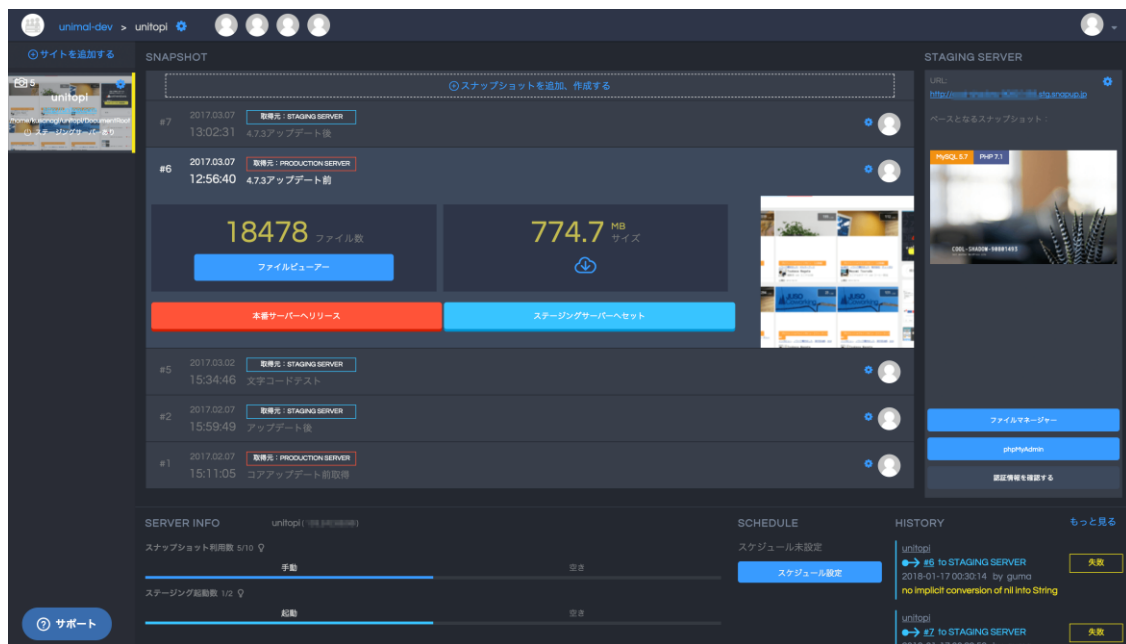 unimal-dev > unitopi
サイトを追加する
5
unitopi
/home/kusanagi/unitopi/DocumentRoot
ステージングサーバーあり
SNAPSHOT
スナップショットを追加、作成する
#7
2017.03.07
13:02:31
取得元：STAGING SERVER
4.7.3アップデート後
#6
2017.03.07
12:56:40
取得元：PRODUCTION SERVER
4.7.3アップデート前
18478 ファイル数
ファイルビューアー
774.7 MB サイズ
本番サーバーへリリース
ステージングサーバーへセット
#5
2017.03.02
15:34:46
取得元：STAGING SERVER
文字コードテスト
#2
2017.02.07
15:59:49
取得元：STAGING SERVER
アップデート後
#1
2017.02.07
15:11:05
取得元：PRODUCTION SERVER
コアアップデート前取得
STAGING SERVER
URL:
.stg.snapup.jp
ベースとなるスナップショット：
MySQL 5.7 PHP 7.1
ファイルマネージャー
phpMyAdmin
認証情報を確認する
SERVER INFO
unitopi(
スナップショット利用数 5/10
手動
空き
ステージング起動数 1/2
起動
空き
SCHEDULE
スケジュール未設定
スケジュール設定
HISTORY
もっと見る
unitopi
#6 to STAGING SERVER
失敗
2018-01-17 00:30:14 by guma
no implicit conversion of nil into String
unitopi
#7 to STAGING SERVER
失敗
サポート